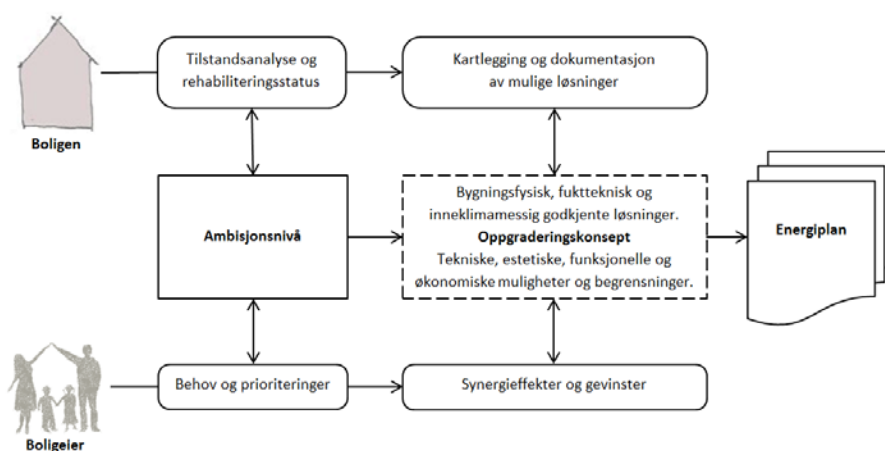 Tilstandsanalyse og
rehabiliteringsstatus
Kartlegging og dokumentasjon
av mulige løsninger
Boligen
Ambisjonsnivå
Bygningsfysisk, fuktteknisk og
inneklimamessig godkjente løsninger.
Oppgraderingskonsept
Tekniske, estetiske, funksjonelle og
økonomiske muligheter og begrensninger.
Energiplan
Behov og prioriteringer
Synergieffekter og gevinster
Boligeier